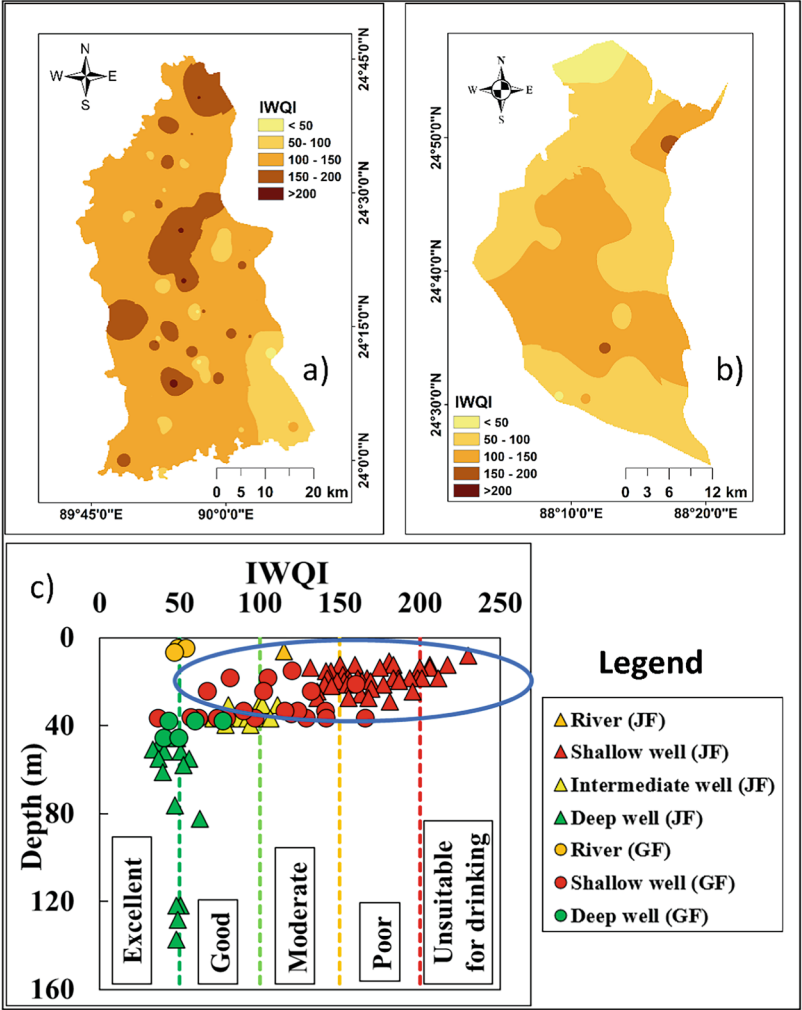 N
W E
S
IWQI
< 50
50- 100
100 - 150
150 - 200
>200
a)
0 5 10 20 km
24°45'0"N
24°30'0"N
24°15'0"N
24°0'0"N
89°45'0"E 90°0'0"E
N
W E
S
24°50'0"N
24°40'0"N
24°30'0"N
b)
IWQI
< 50
50 - 100
100 - 150
150 - 200
>200
0 3 6 12 km
88°10'0"E 88°20'0"E
c)
IWQI
0 50 100 150 200 250
0
40
80
120
160
Depth (m)
Excellent
Good
Moderate
Poor
Unsuitable
for drinking
Legend
River (JF)
Shallow well (JF)
Intermediate well (JF)
Deep well (JF)
River (GF)
Shallow well (GF)
Deep well (GF)